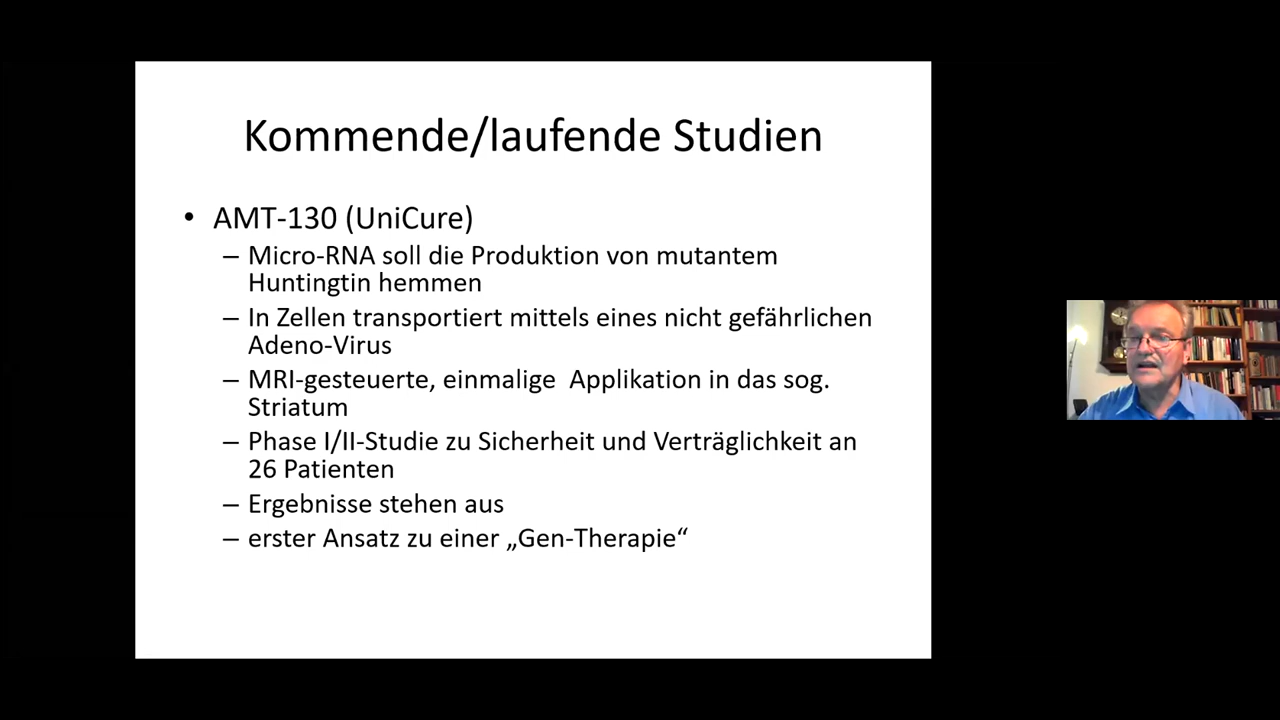 Kommende/laufende Studien
• AMT-130 (UniCure)
– Micro-RNA soll die Produktion von mutantem
Huntingtin hemmen
– In Zellen transportiert mittels eines nicht gefährlichen
Adeno-Virus
– MRI-gesteuerte, einmalige  Applikation in das sog.
Striatum
– Phase I/II-Studie zu Sicherheit und Verträglichkeit an
26 Patienten
– Ergebnisse stehen aus
– erster Ansatz zu einer „Gen-Therapie“